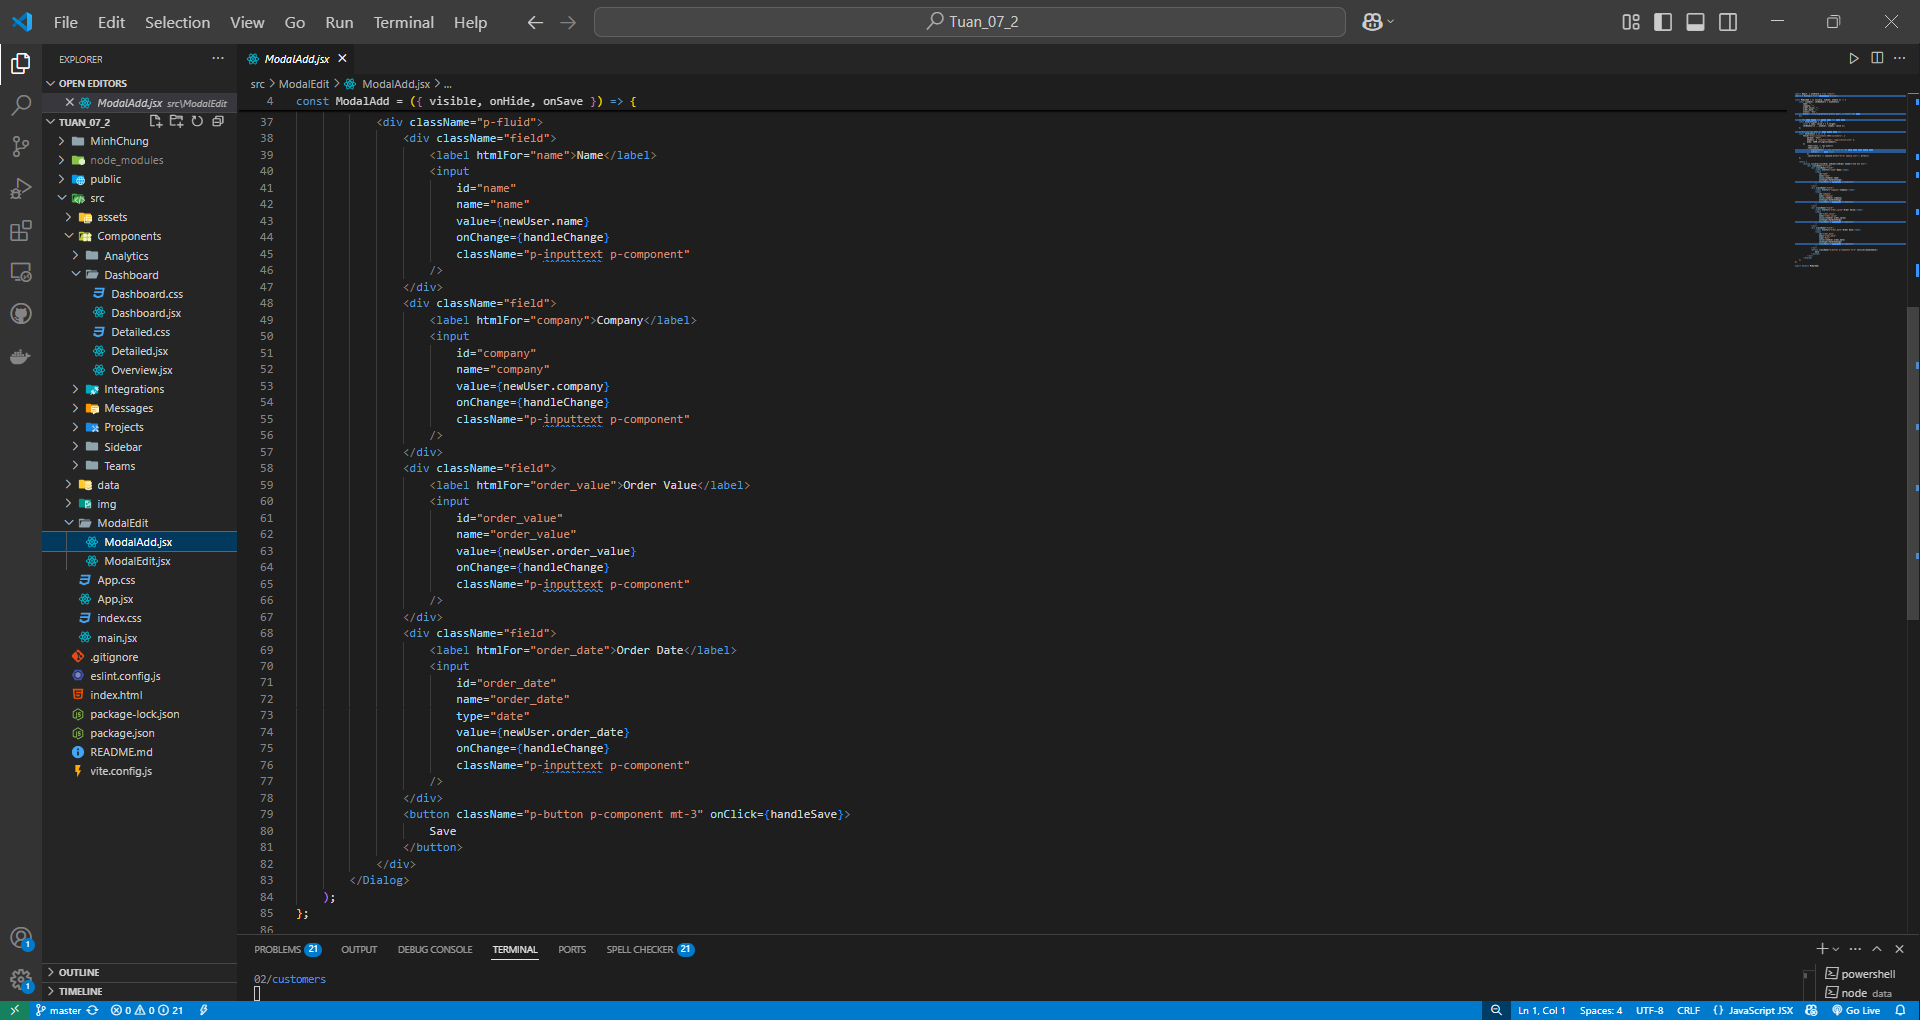 File Edit Selection View Go Run Terminal Help
Tuan_07_2
EXPLORER
OPEN EDITORS
ModalAdd.jsx src\ModalEdit
TUAN_07_2
MinhChung
node_modules
public
src
assets
Components
Analytics
Dashboard
Dashboard.css
Dashboard.jsx
Detailed.css
Detailed.jsx
Overview.jsx
Integrations
Messages
Projects
Sidebar
Teams
data
img
ModalEdit
ModalAdd.jsx
ModalEdit.jsx
App.css
App.jsx
index.css
main.jsx
.gitignore
eslint.config.js
index.html
package-lock.json
package.json
README.md
vite.config.js
OUTLINE
TIMELINE
ModalAdd.jsx
src > ModalEdit > ModalAdd.jsx > ...
4 const ModalAdd = ({ visible, onHide, onSave }) => {
37 <div className="p-fluid">
38 <div className="field">
39 <label htmlFor="name">Name</label>
40 <input
41 id="name"
42 name="name"
43 value={newUser.name}
44 onChange={handleChange}
45 className="p-inputtext p-component"
46 />
47 </div>
48 <div className="field">
49 <label htmlFor="company">Company</label>
50 <input
51 id="company"
52 name="company"
53 value={newUser.company}
54 onChange={handleChange}
55 className="p-inputtext p-component"
56 />
57 </div>
58 <div className="field">
59 <label htmlFor="order_value">Order Value</label>
60 <input
61 id="order_value"
62 name="order_value"
63 value={newUser.order_value}
64 onChange={handleChange}
65 className="p-inputtext p-component"
66 />
67 </div>
68 <div className="field">
69 <label htmlFor="order_date">Order Date</label>
70 <input
71 id="order_date"
72 name="order_date"
73 type="date"
74 value={newUser.order_date}
75 onChange={handleChange}
76 className="p-inputtext p-component"
77 />
78 </div>
79 <button className="p-button p-component mt-3" onClick={handleSave}>
80 Save
81 </button>
82 </div>
83 </Dialog>
84 );
85 };
86
PROBLEMS 21 OUTPUT DEBUG CONSOLE TERMINAL PORTS SPELL CHECKER 21
02/customers
powershell
node data
1
1
master 0 0 21
Ln 1, Col 1 Spaces: 4 UTF-8 CRLF {} JavaScript JSX Go Live